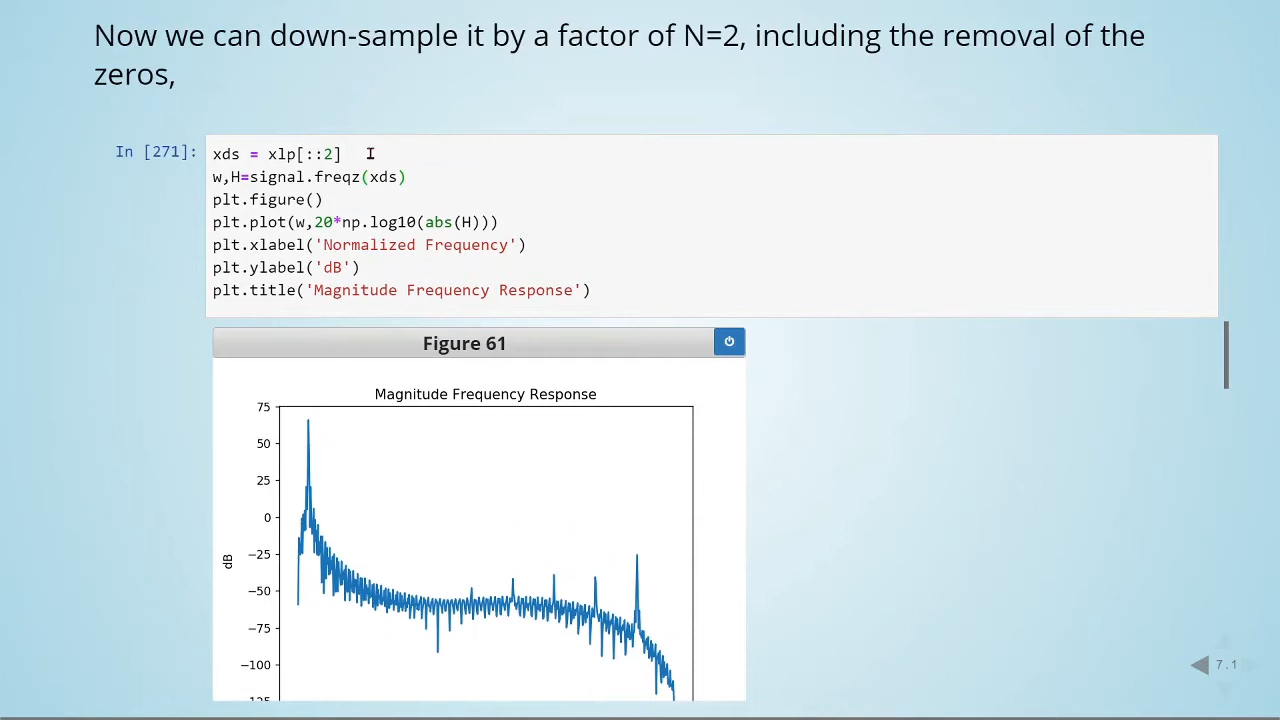 Now we can down-sample it by a factor of N=2, including the removal of the
zeros,
In [271]:
xds = xlp[::2]
w,H=signal.freqz(xds)
plt.figure()
plt.plot(w,20*np.log10(abs(H)))
plt.xlabel('Normalized Frequency')
plt.ylabel('dB')
plt.title('Magnitude Frequency Response')
Figure 61
Magnitude Frequency Response
75
50
25
0
−25
−50
−75
−100
dB
7.1